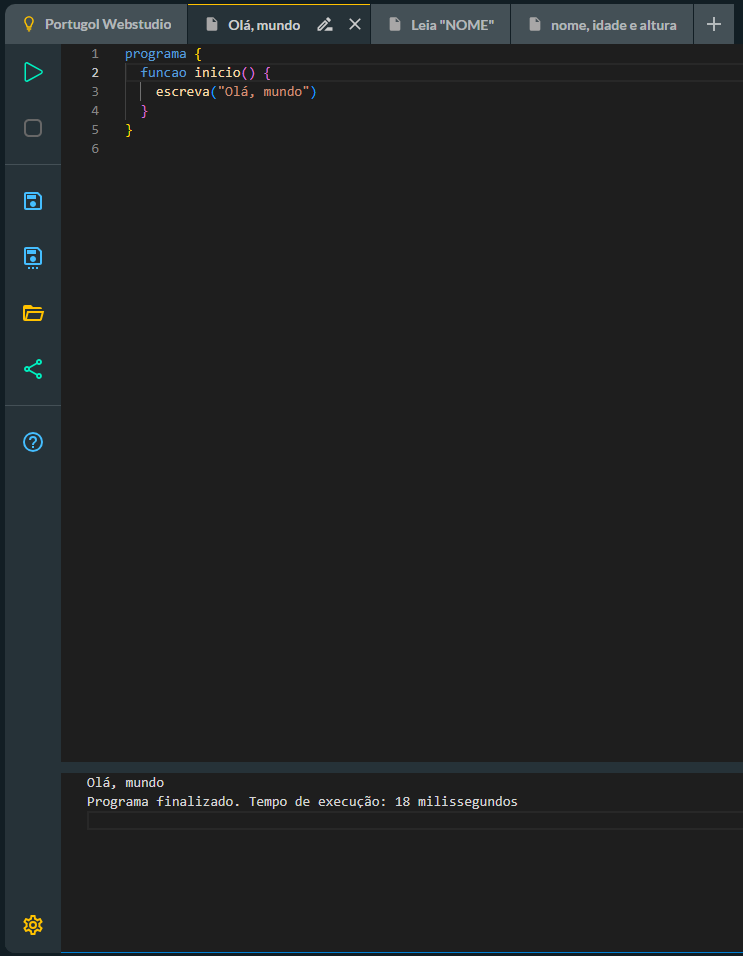 Portugol Webstudio Olá, mundo Leia "NOME" nome, idade e altura
1 programa {
2 funcao inicio() {
3 escreva("Olá, mundo")
4 }
5 }
6
Olá, mundo
Programa finalizado. Tempo de execução: 18 milissegundos